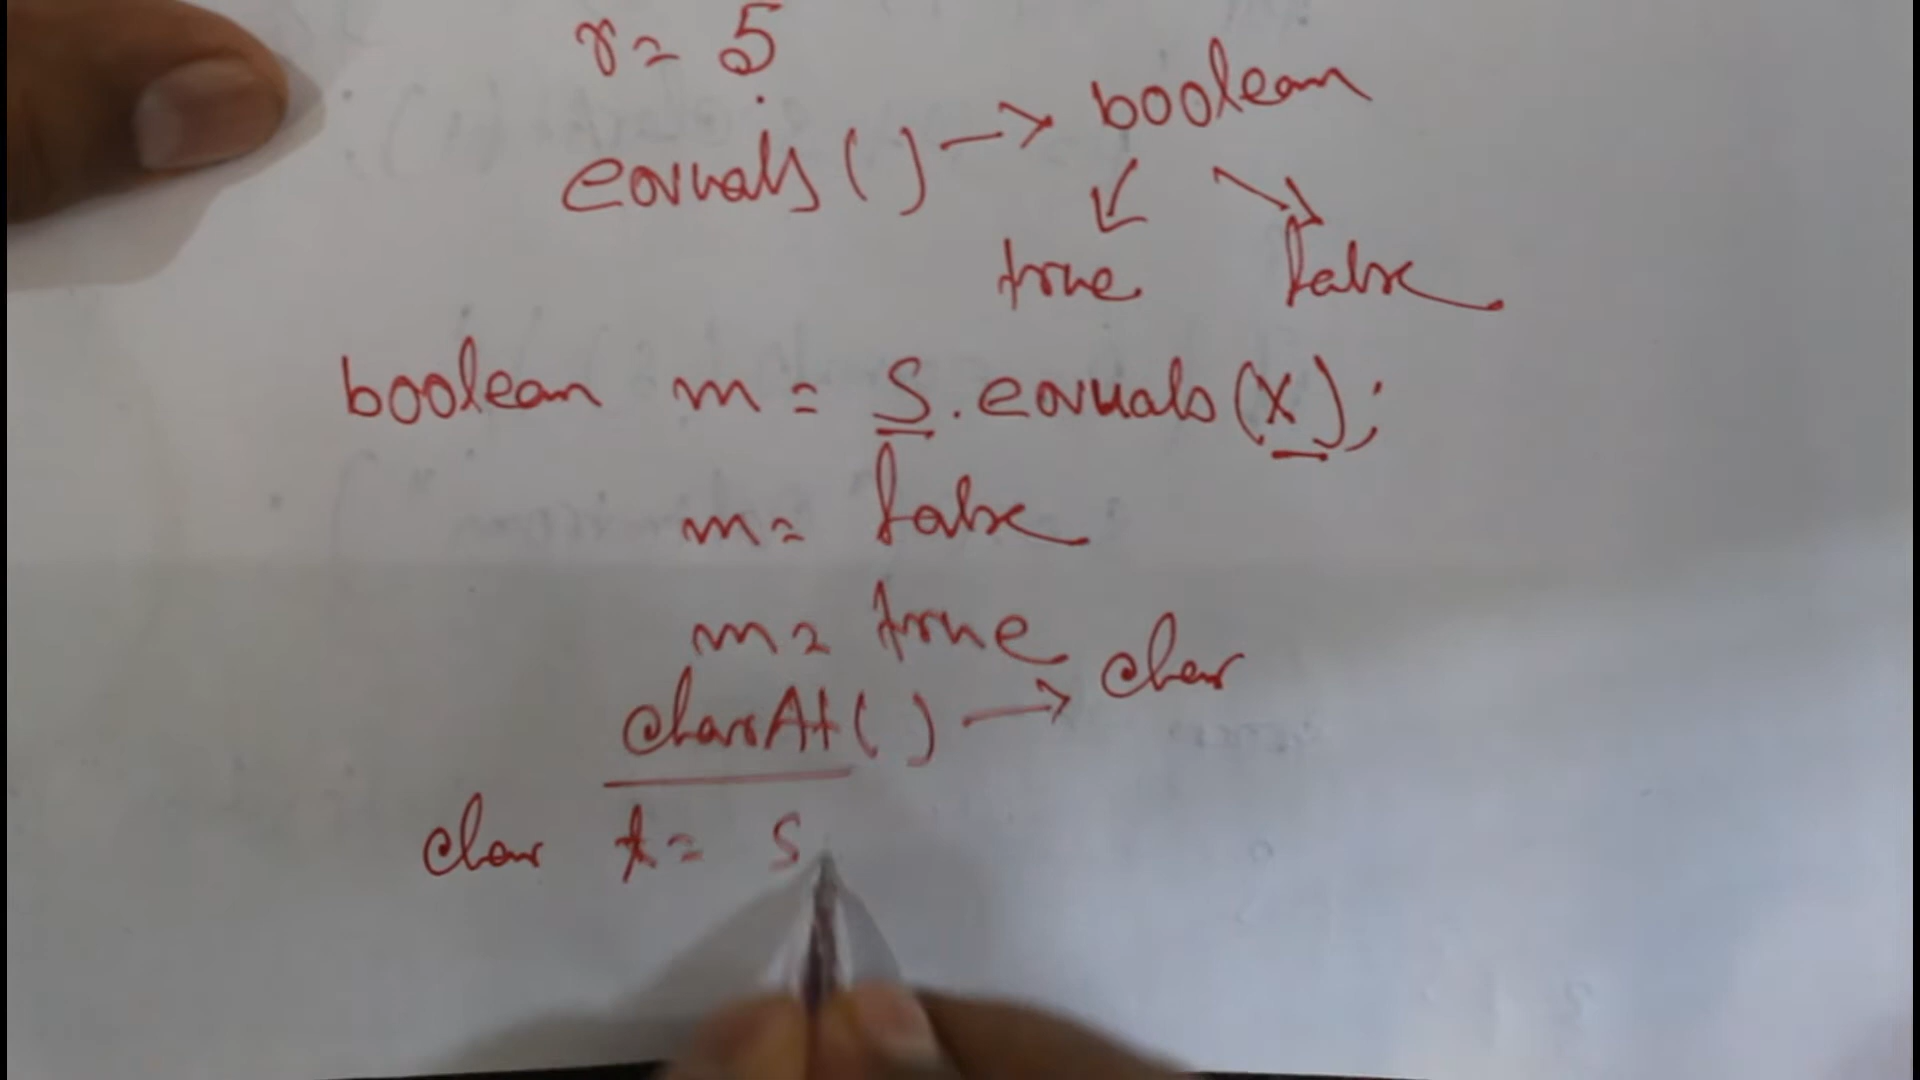 r = 5
equals ( ) → boolean
true false
boolean m = S.equals (X);
m = false
m = true
charAt ( ) → char
char t = S